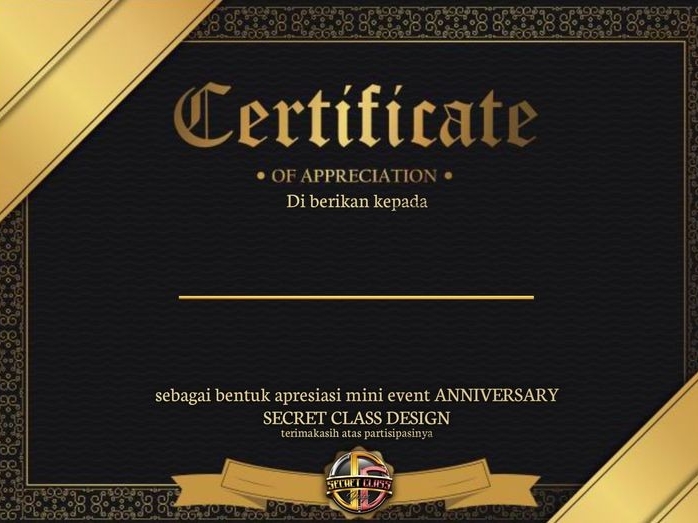 Certificate
• OF APPRECIATION •
Di berikan kepada
sebagai bentuk apresiasi mini event ANNIVERSARY
SECRET CLASS DESIGN
terimakasih atas partisipasinya
SECRET CLASS